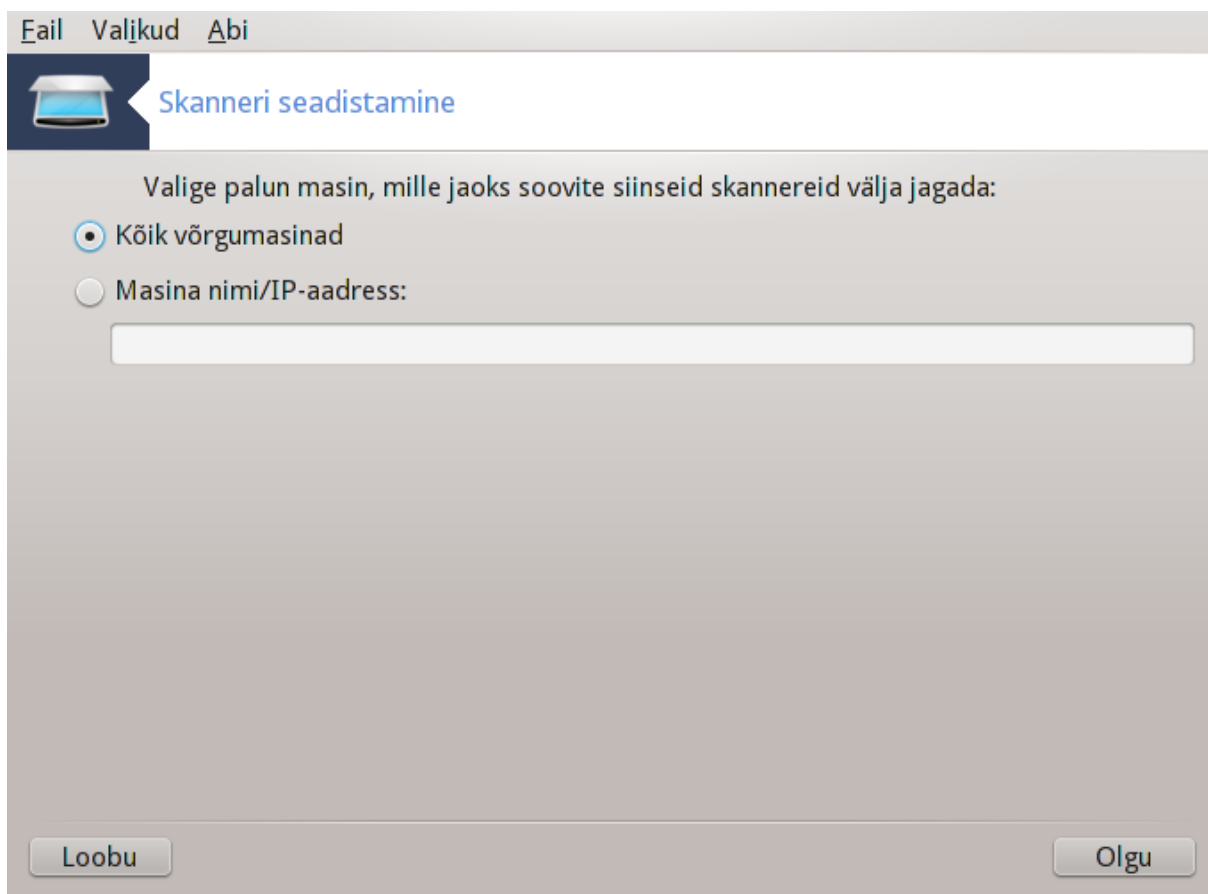 Fail Valikud Abi
Skanneri seadistamine
Valige palun masin, mille jaoks soovite siinseid skannereid välja jagada:
Kõik võrgumasinad
Masina nimi/IP-aadress:
Loobu Olgu